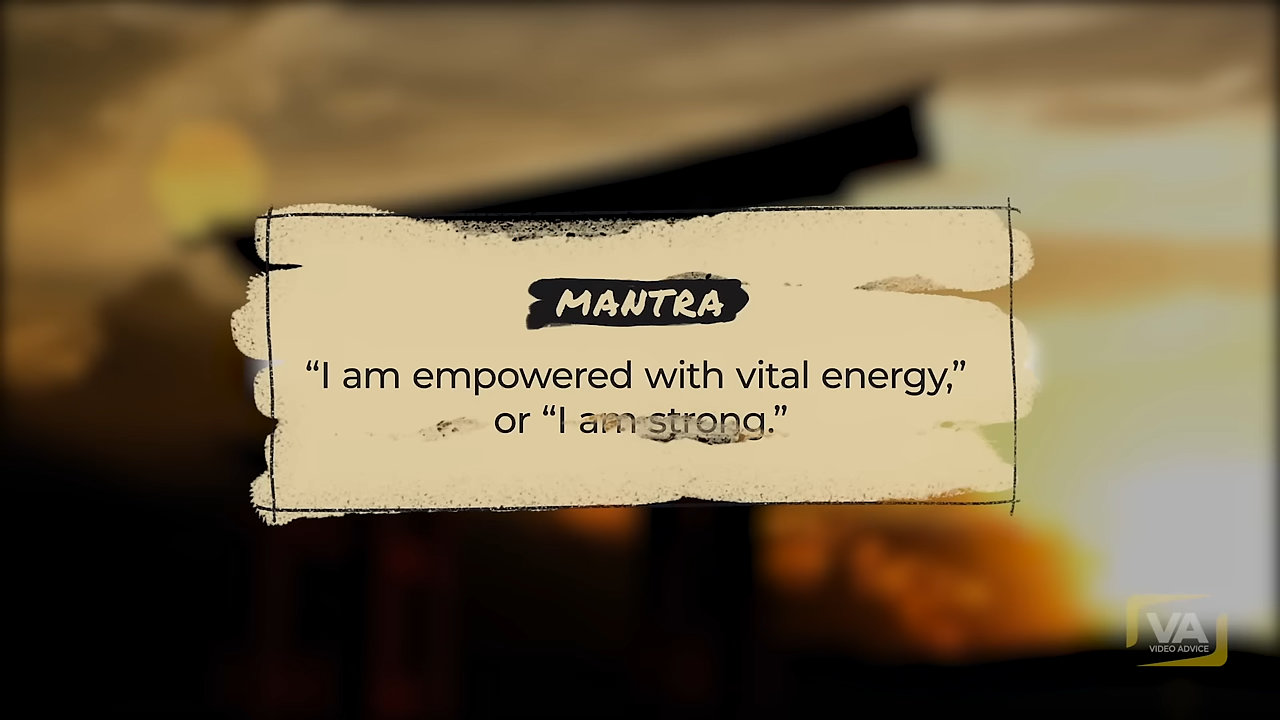 MANTRA
“I am empowered with vital energy,”
or “I am strong.”
VA
VIDEO ADVICE